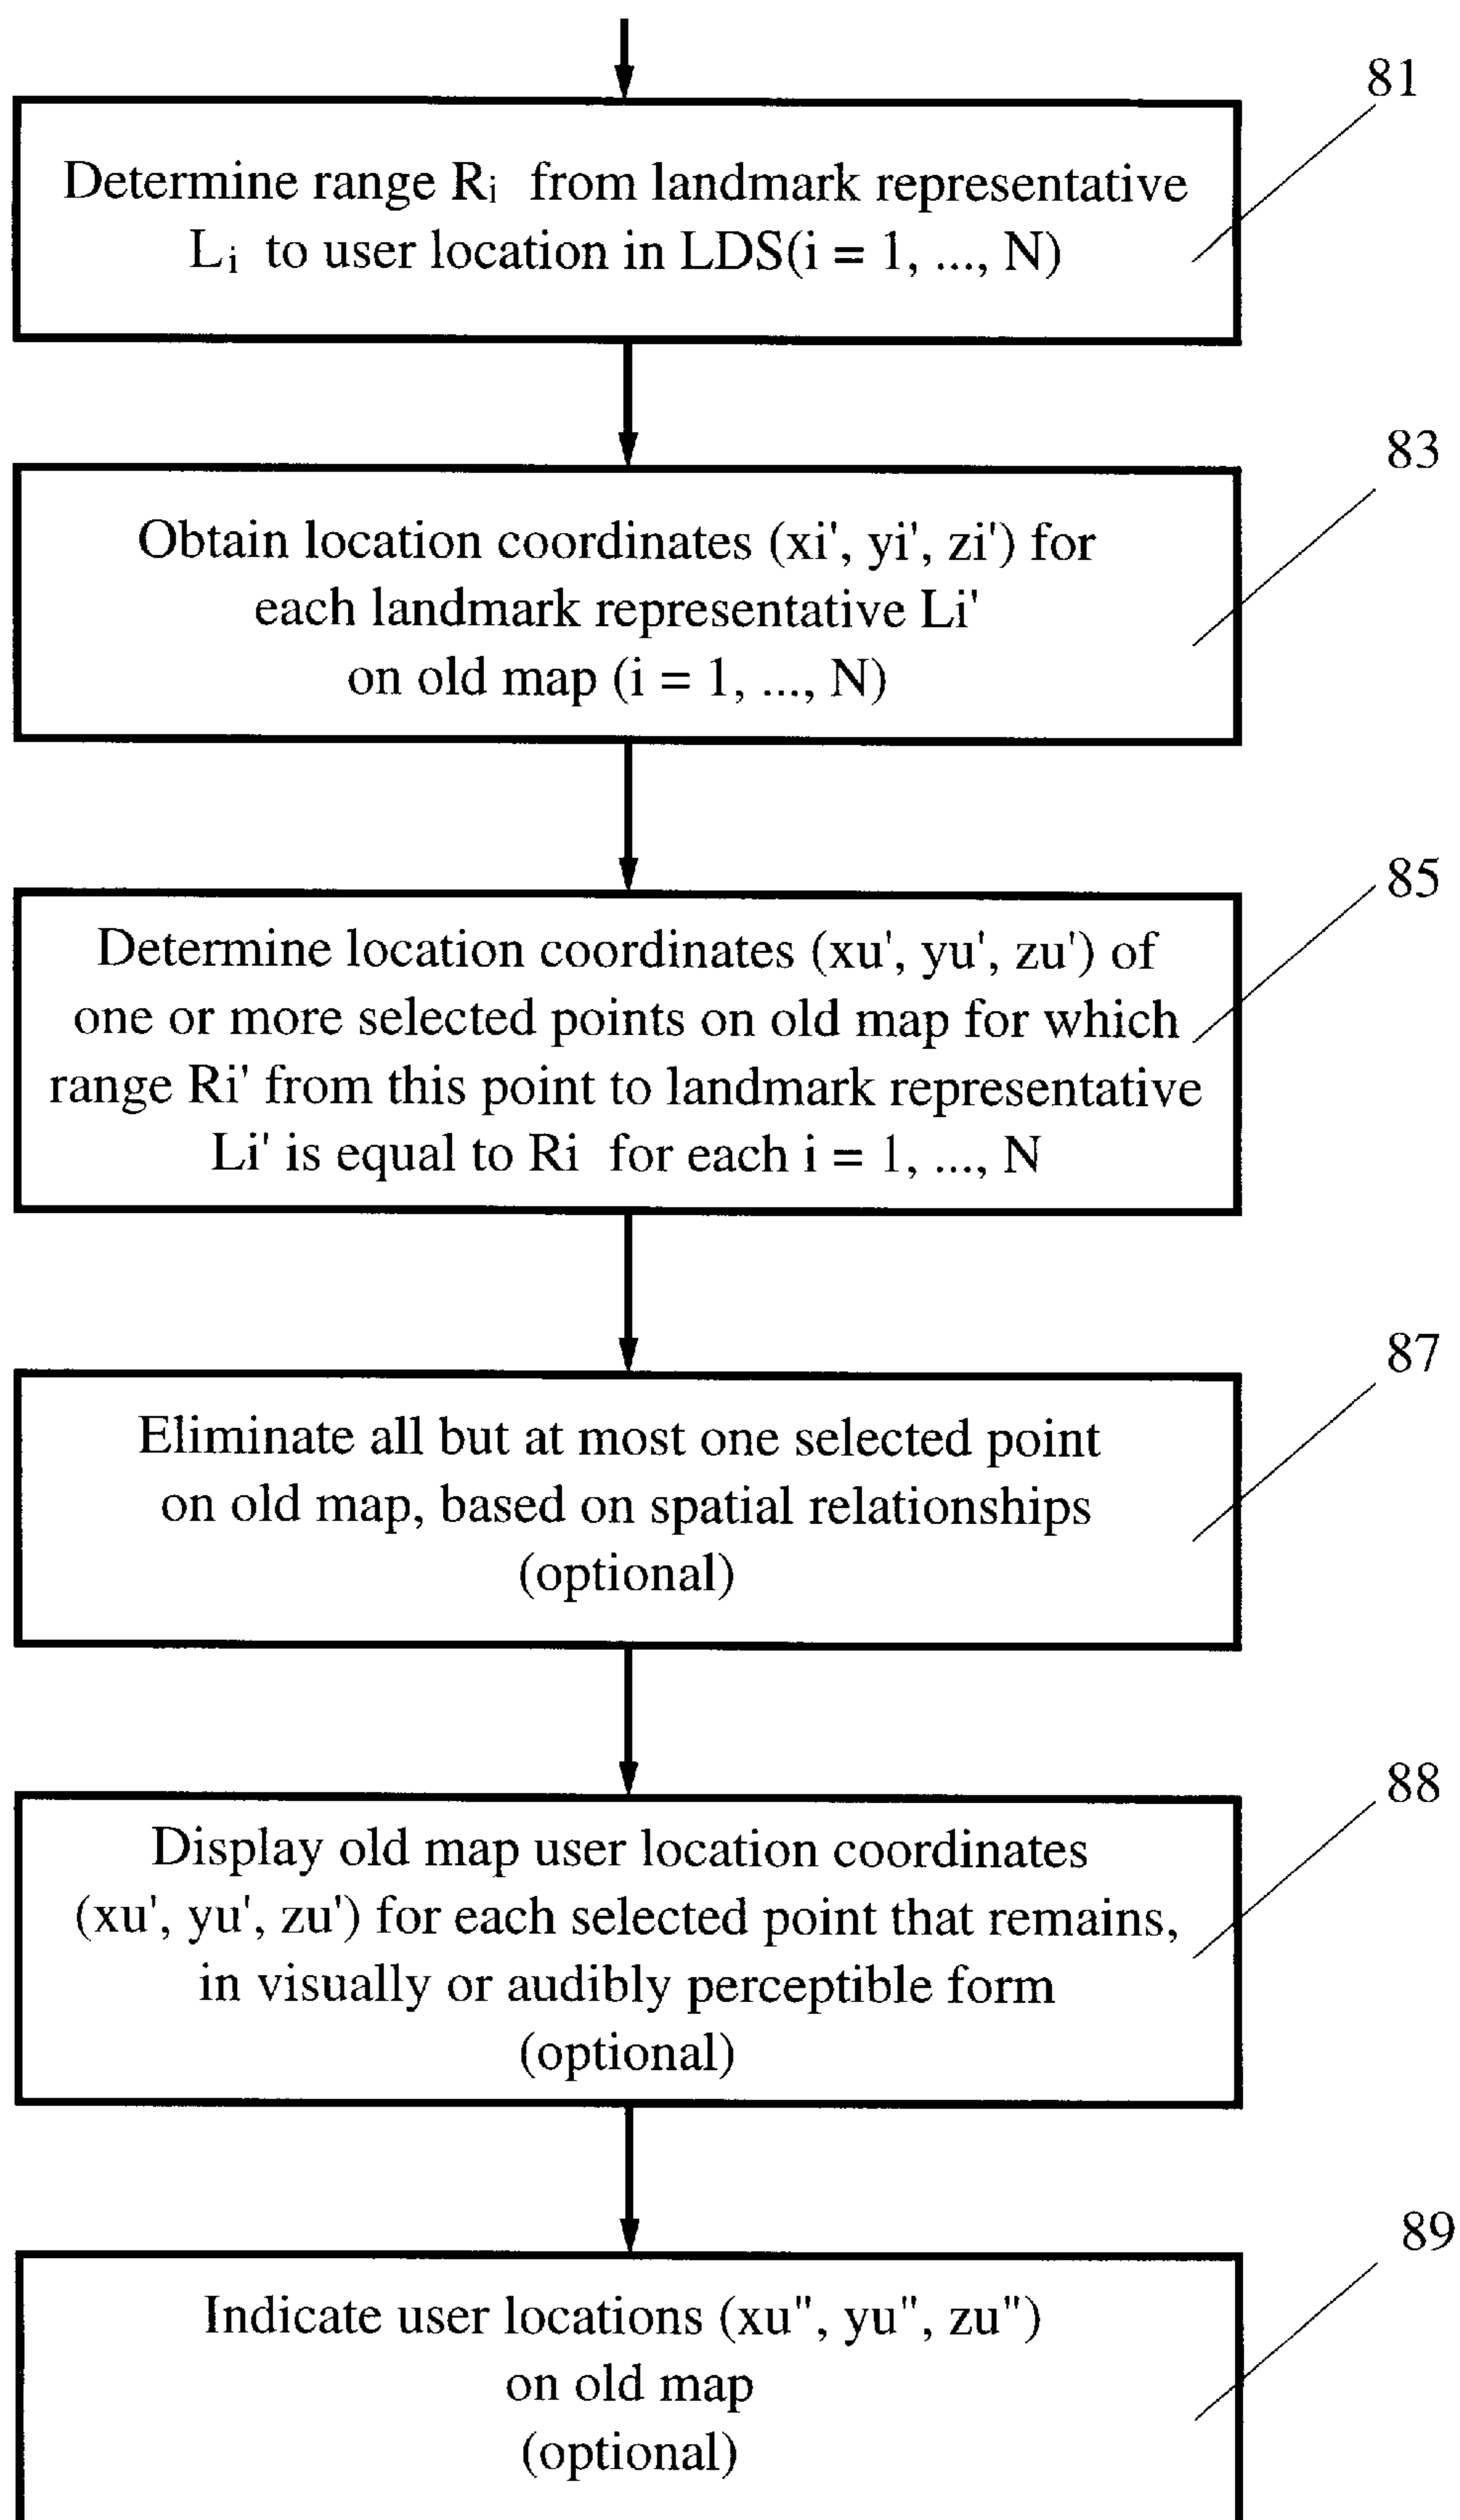 81
Determine range Ri from landmark representative
Li to user location in LDS(i = 1, ..., N)
83
Obtain location coordinates (xi', yi', zi') for
each landmark representative Li'
on old map (i = 1, ..., N)
85
Determine location coordinates (xu', yu', zu') of
one or more selected points on old map for which
range Ri' from this point to landmark representative
Li' is equal to Ri for each i = 1, ..., N
87
Eliminate all but at most one selected point
on old map, based on spatial relationships
(optional)
88
Display old map user location coordinates
(xu', yu', zu') for each selected point that remains,
in visually or audibly perceptible form
(optional)
89
Indicate user locations (xu", yu", zu")
on old map
(optional)